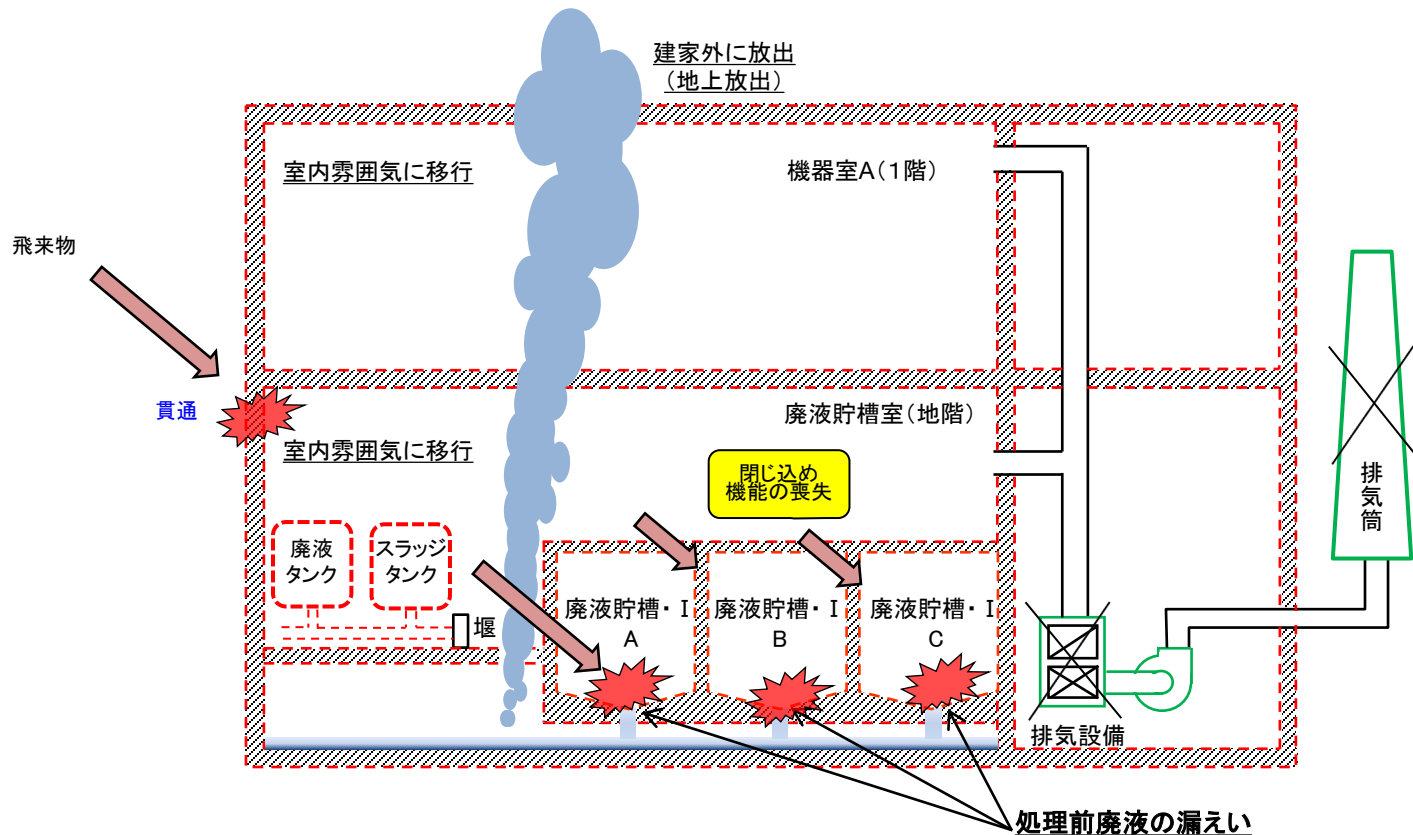 建家外に放出
(地上放出)
室内雰囲気に移行
機器室A(1階)
飛来物
貫通
廃液貯槽室(地階)
室内雰囲気に移行
閉じ込め
機能の喪失
排気筒
廃液
タンク
スラッジ
タンク
堰
廃液貯槽・Ⅰ
A
廃液貯槽・Ⅰ
B
廃液貯槽・Ⅰ
C
排気設備
処理前廃液の漏えい